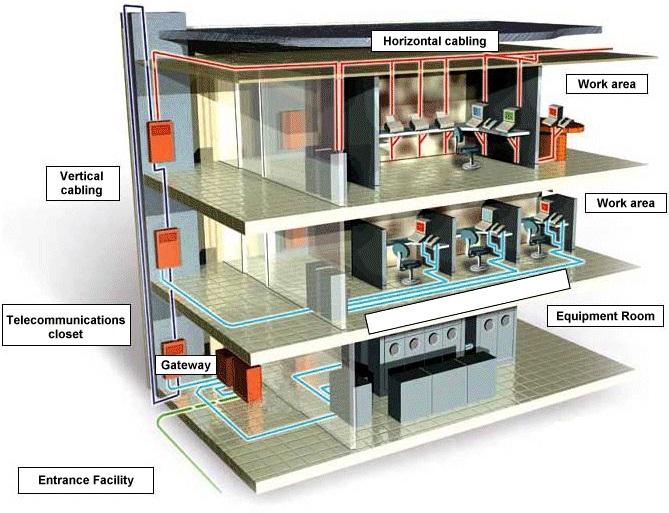 Horizontal cabling
Work area
Vertical
cabling
Work area
Telecommunications
closet
Equipment Room
Gateway
Entrance Facility